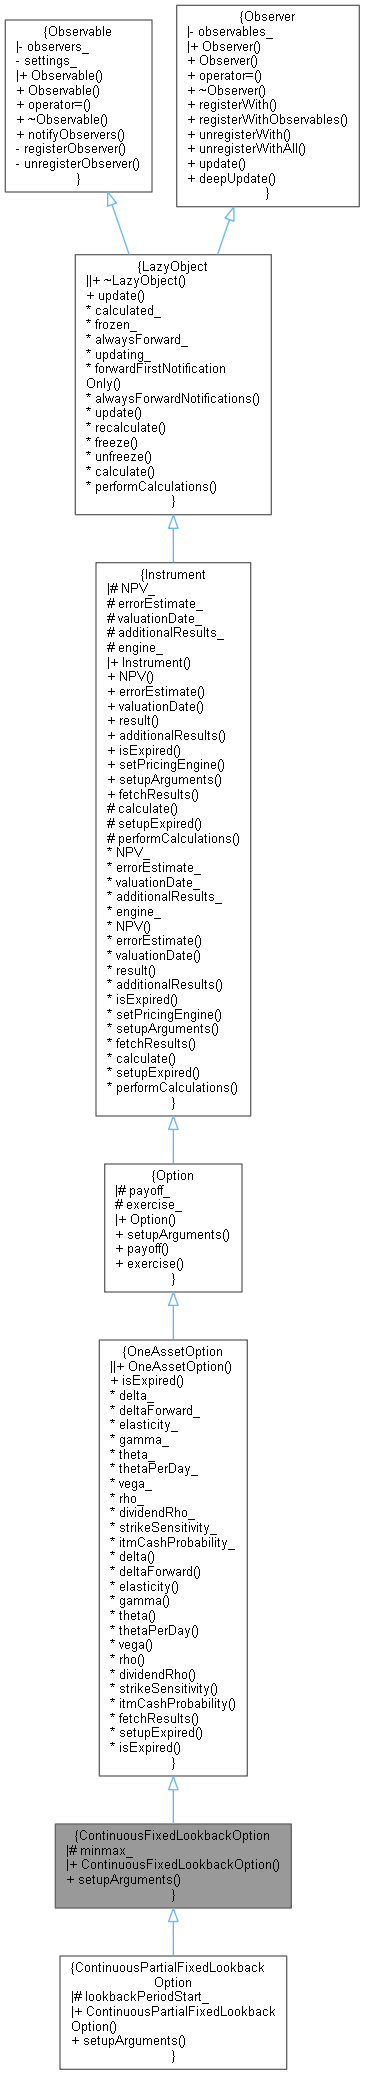 {Observable
|- observers_
- settings_
|+ Observable()
+ Observable()
+ operator=()
+ ~Observable()
+ notifyObservers()
- registerObserver()
- unregisterObserver()
}
{Observer
|- observables_
|+ Observer()
+ Observer()
+ operator=()
+ ~Observer()
+ registerWith()
+ registerWithObservables()
+ unregisterWith()
+ unregisterWithAll()
+ update()
+ deepUpdate()
}
{LazyObject
||+ ~LazyObject()
+ update()
* calculated_
* frozen_
* alwaysForward_
* updating_
* forwardFirstNotification
Only()
* alwaysForwardNotifications()
* update()
* recalculate()
* freeze()
* unfreeze()
* calculate()
* performCalculations()
}
{Instrument
|# NPV_
# errorEstimate_
# valuationDate_
# additionalResults_
# engine_
|+ Instrument()
+ NPV()
+ errorEstimate()
+ valuationDate()
+ result()
+ additionalResults()
+ isExpired()
+ setPricingEngine()
+ setupArguments()
+ fetchResults()
# calculate()
# setupExpired()
# performCalculations()
* NPV_
* errorEstimate_
* valuationDate_
* additionalResults_
* engine_
* NPV()
* errorEstimate()
* valuationDate()
* result()
* additionalResults()
* isExpired()
* setPricingEngine()
* setupArguments()
* fetchResults()
* calculate()
* setupExpired()
* performCalculations()
}
{Option
|# payoff_
# exercise_
|+ Option()
+ setupArguments()
+ payoff()
+ exercise()
}
{OneAssetOption
||+ OneAssetOption()
+ isExpired()
* delta_
* deltaForward_
* elasticity_
* gamma_
* theta_
* thetaPerDay_
* vega_
* rho_
* dividendRho_
* strikeSensitivity_
* itmCashProbability_
* delta()
* deltaForward()
* elasticity()
* gamma()
* theta()
* thetaPerDay()
* vega()
* rho()
* dividendRho()
* strikeSensitivity()
* itmCashProbability()
* fetchResults()
* setupExpired()
* isExpired()
}
{ContinuousFixedLookbackOption
|# minmax_
|+ ContinuousFixedLookbackOption()
+ setupArguments()
}
{ContinuousPartialFixedLookback
Option
|# lookbackPeriodStart_
|+ ContinuousPartialFixedLookback
Option()
+ setupArguments()
}